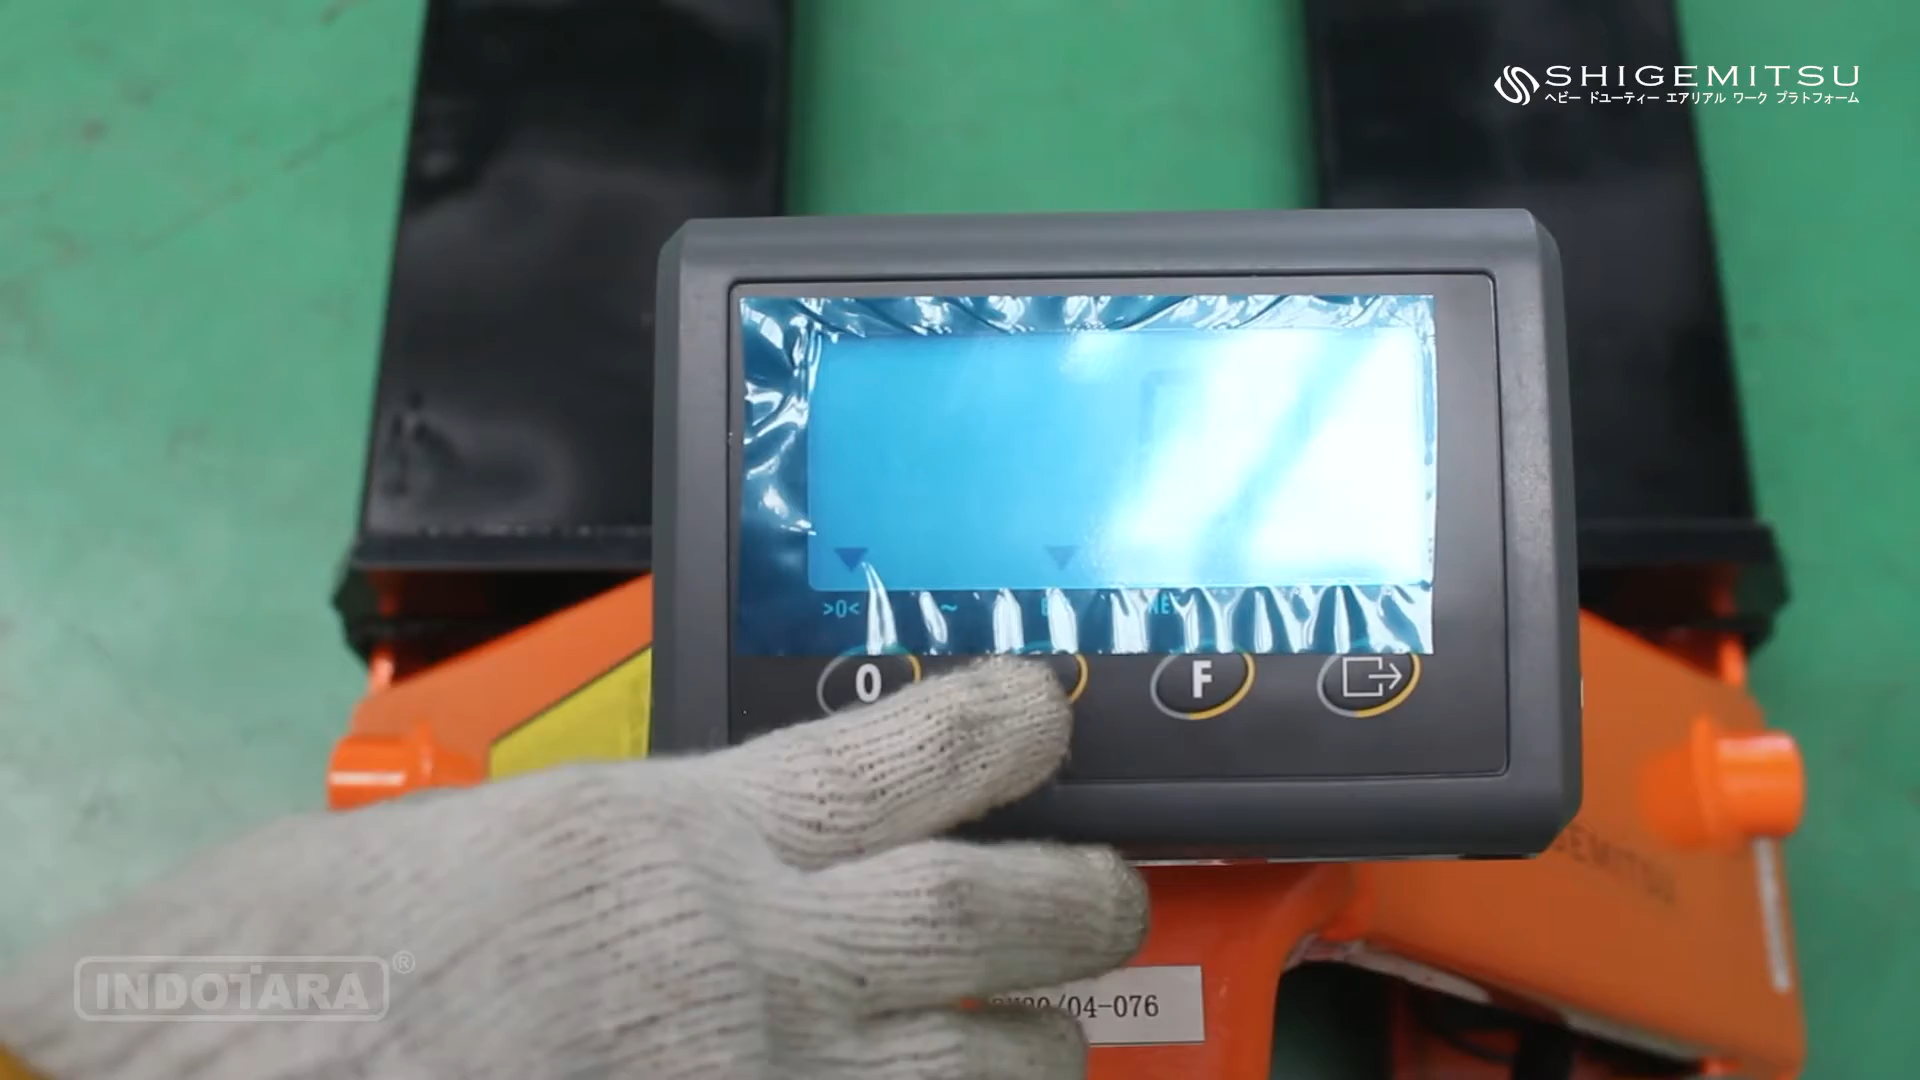 SHIGEMITSU
ヘビー ドューティー エアリアル ワーク プラトフォーム
>0<
~
0
F
INDOTARA®
/04-076